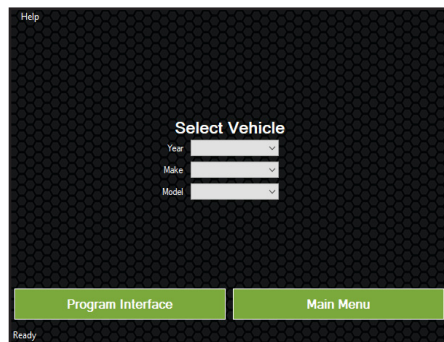 Help
Select Vehicle
Year
Make
Model
Program Interface
Main Menu
Ready